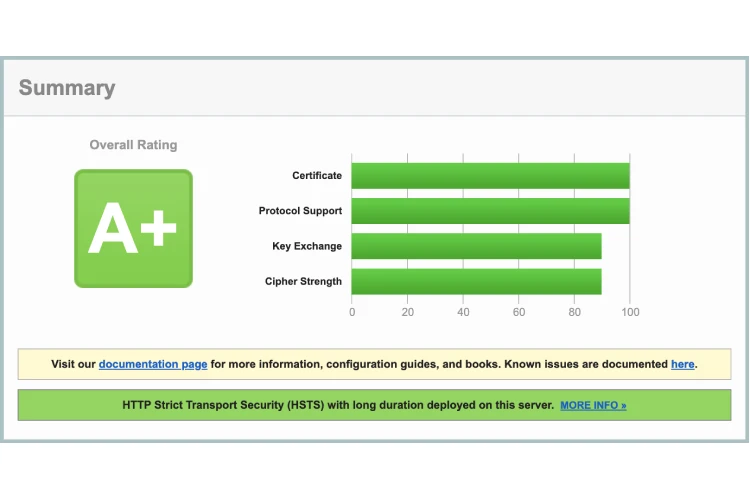 Summary
Overall Rating
A+
Certificate
Protocol Support
Key Exchange
Cipher Strength
0 20 40 60 80 100
Visit our documentation page for more information, configuration guides, and books. Known issues are documented here.
HTTP Strict Transport Security (HSTS) with long duration deployed on this server. MORE INFO »